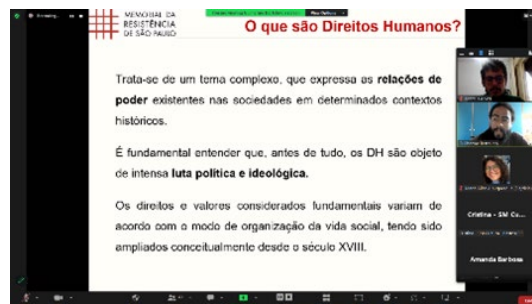 MEMORIAL DA
RESISTÊNCIA
DE SÃO PAULO
O que são Direitos Humanos?
Trata-se de um tema complexo, que expressa as relações de
poder existentes nas sociedades em determinados contextos
históricos.
É fundamental entender que, antes de tudo, os DH são objeto
de intensa luta política e ideológica.
Os direitos e valores considerados fundamentais variam de
acordo com o modo de organização da vida social, tendo sido
ampliados conceitualmente desde o século XVIII.
Cristina - SM Cu...
Amanda Barbosa